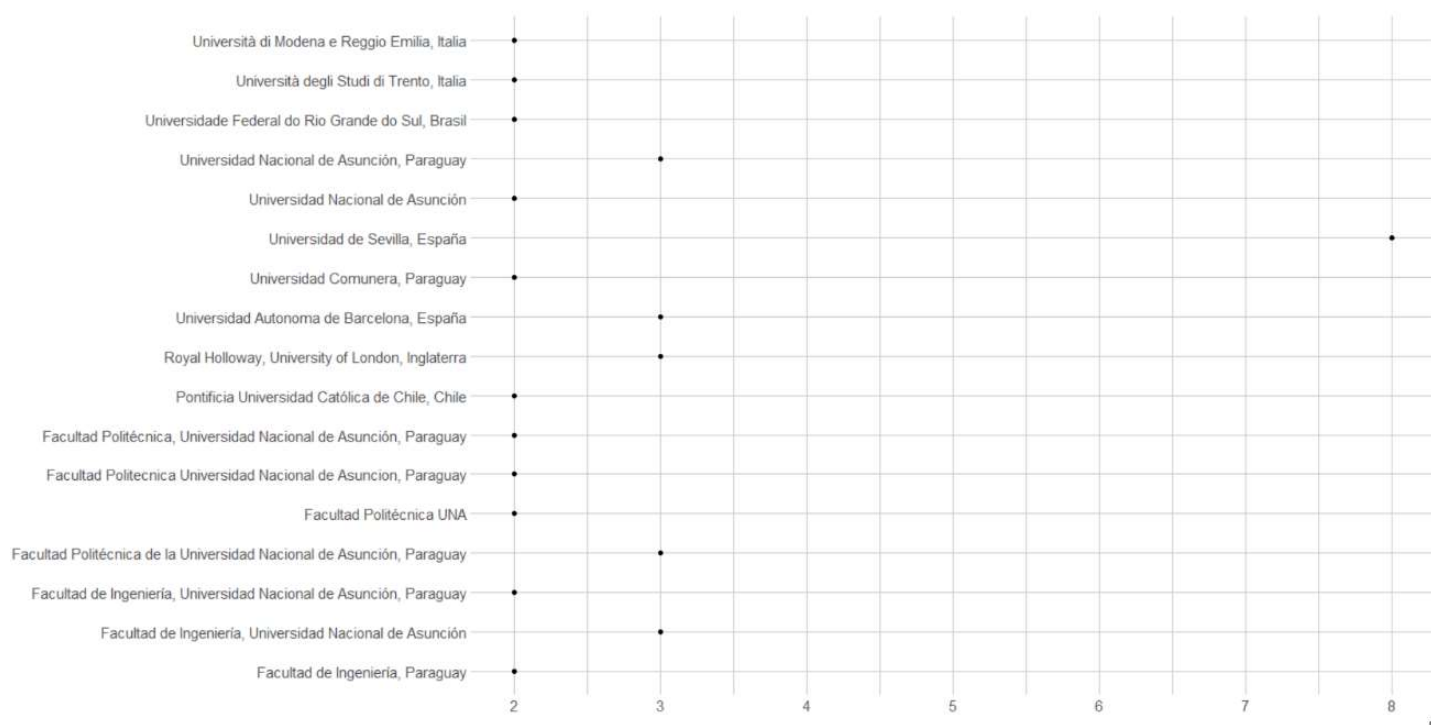 Università di Modena e Reggio Emilia, Italia
Università degli Studi di Trento, Italia
Universidade Federal do Rio Grande do Sul, Brasil
Universidad Nacional de Asunción, Paraguay
Universidad Nacional de Asunción
Universidad de Sevilla, España
Universidad Comunera, Paraguay
Universidad Autonoma de Barcelona, España
Royal Holloway, University of London, Inglaterra
Pontificia Universidad Católica de Chile, Chile
Facultad Politécnica, Universidad Nacional de Asunción, Paraguay
Facultad Politecnica Universidad Nacional de Asuncion, Paraguay
Facultad Politécnica UNA
Facultad Politécnica de la Universidad Nacional de Asunción, Paraguay
Facultad de Ingeniería, Universidad Nacional de Asunción, Paraguay
Facultad de Ingeniería, Universidad Nacional de Asunción
Facultad de Ingeniería, Paraguay
2 3 4 5 6 7 8